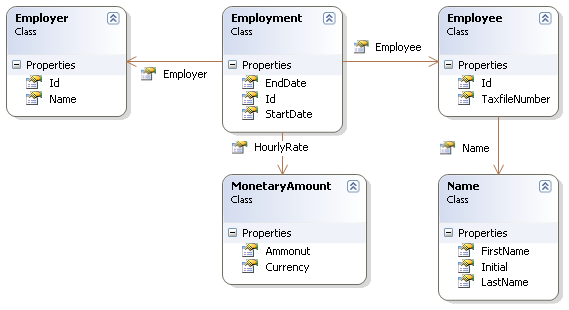 Employer
Class
Properties
Id
Name
Employer
Employment
Class
Properties
EndDate
Id
StartDate
Employee
Employee
Class
Properties
Id
TaxfileNumber
HourlyRate
Name
MonetaryAmount
Class
Properties
Ammonut
Currency
Name
Class
Properties
FirstName
Initial
LastName